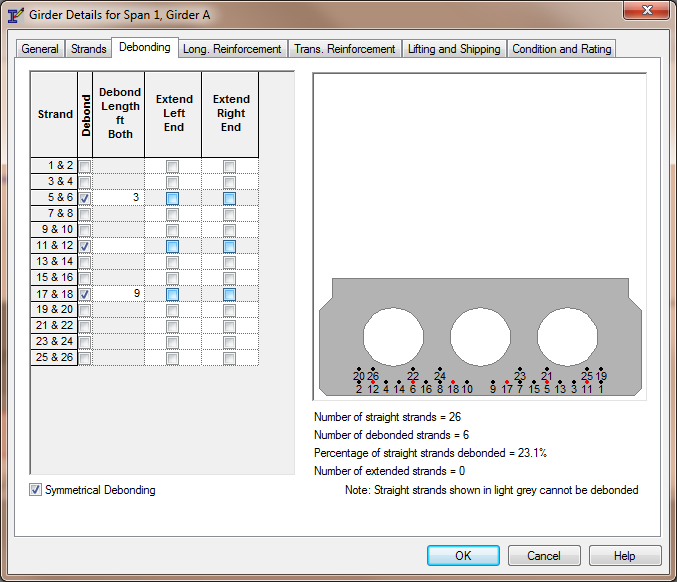 Girder Details for Span 1, Girder A
General Strands Debonding Long. Reinforcement Trans. Reinforcement Lifting and Shipping Condition and Rating
Strand
Debond
Debond
Length
ft
Both
Extend
Left
End
Extend
Right
End
1 & 2
3 & 4
5 & 6 3
7 & 8
9 & 10
11 & 12
13 & 14
15 & 16
17 & 18 9
19 & 20
21 & 22
23 & 24
25 & 26
20 26 22 24 23 21 25 19
2 12 4 14 6 16 8 18 10 9 17 7 15 5 13 3 11 1
Number of straight strands = 26
Number of debonded strands = 6
Percentage of straight strands debonded = 23.1%
Number of extended strands = 0
Symmetrical Debonding
Note: Straight strands shown in light grey cannot be debonded
OK Cancel Help